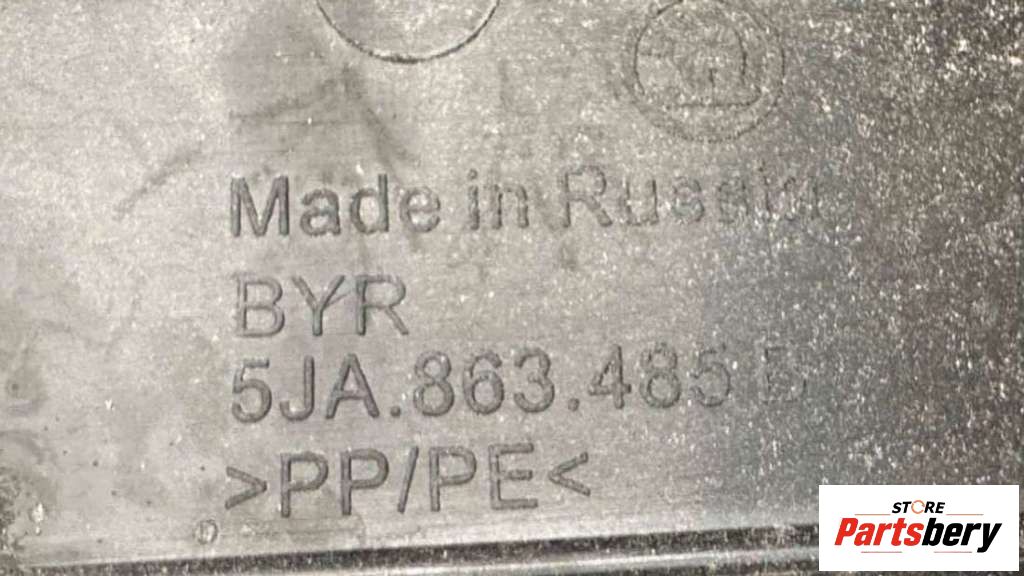 Made in Russia
BYR
5JA.863.485 B
>PP/PE<
STORE
Partsbery